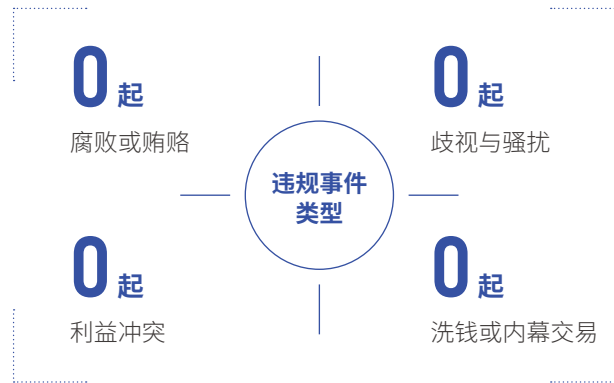 0起
腐败或贿赂
0起
歧视与骚扰
违规事件
类型
0起
利益冲突
0起
洗钱或内幕交易